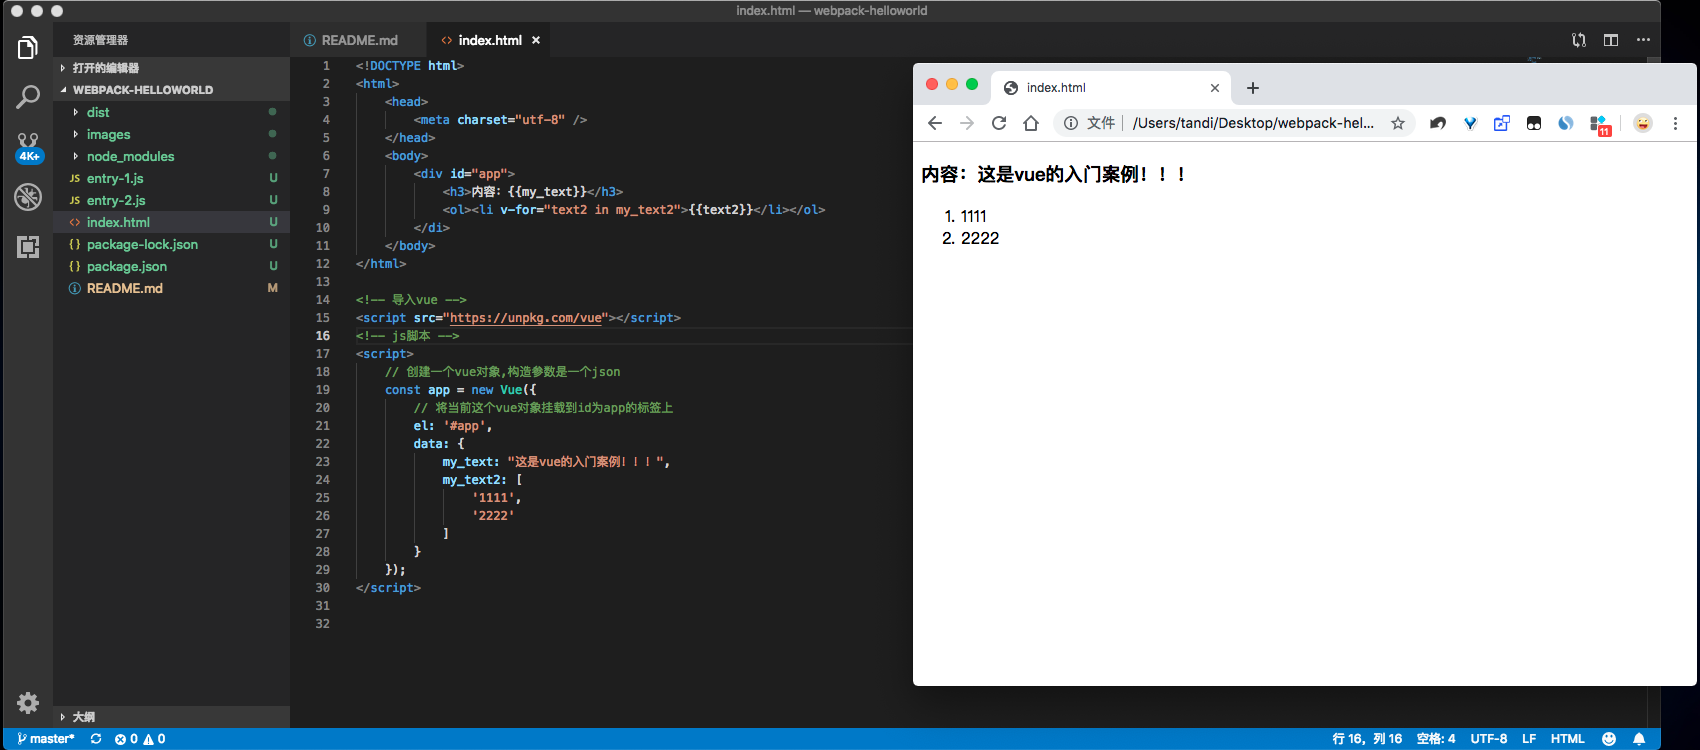 index.html — webpack-helloworld
资源管理器
README.md
index.html
打开的编辑器
WEBPACK-HELLOWORLD
dist
images
node_modules
JS entry-1.js U
JS entry-2.js U
<> index.html U
{} package-lock.json U
{} package.json U
README.md M
4K+
大纲
1 <!DOCTYPE html>
2 <html>
3 <head>
4 <meta charset="utf-8" />
5 </head>
6 <body>
7 <div id="app">
8 <h3>内容: {{my_text}}</h3>
9 <ol><li v-for="text2 in my_text2">{{text2}}</li></ol>
10 </di>
11 </body>
12 </html>
13
14 <!-- 导入vue -->
15 <script src="https://unpkg.com/vue"></script>
16 <!-- js脚本 -->
17 <script>
18 // 创建一个vue对象,构造参数是一个json
19 const app = new Vue({
20 // 将当前这个vue对象挂载到id为app的标签上
21 el: '#app',
22 data: {
23 my_text: "这是vue的入门案例！！！",
24 my_text2: [
25 '1111',
26 '2222'
27 ]
28 }
29 });
30 </script>
31
32
index.html
文件 | /Users/tandi/Desktop/webpack-hel...
11
内容：这是vue的入门案例！！！
1. 1111
2. 2222
master* 0 0 行 16，列 16 空格: 4 UTF-8 LF HTML